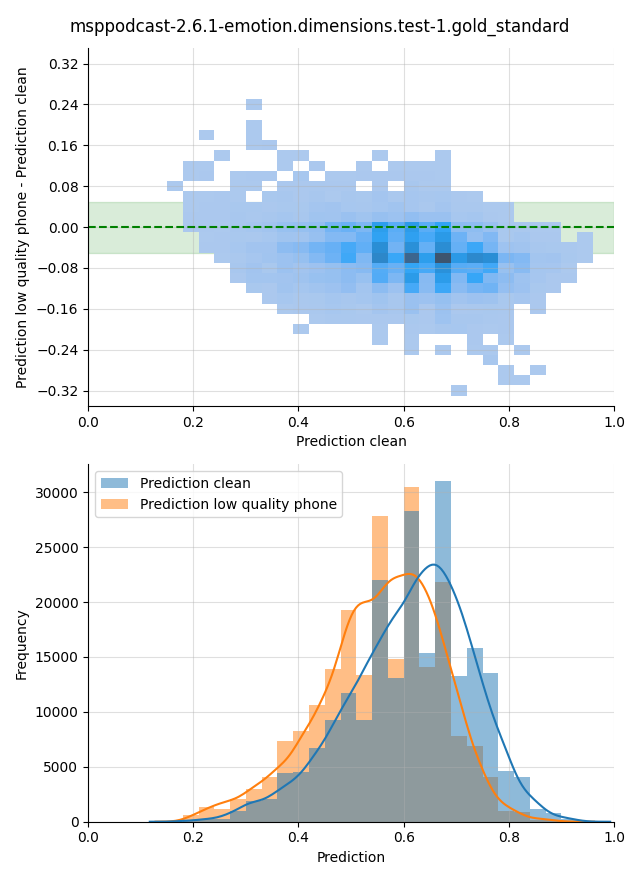 msppodcast-2.6.1-emotion.dimensions.test-1.gold_standard
Prediction low quality phone - Prediction clean
0.32
0.24
0.16
0.08
0.00
−0.08
−0.16
−0.24
−0.32
0.0 0.2 0.4 0.6 0.8 1.0
Prediction clean
Prediction clean
Prediction low quality phone
Frequency
30000
25000
20000
15000
10000
5000
0
0.0 0.2 0.4 0.6 0.8 1.0
Prediction